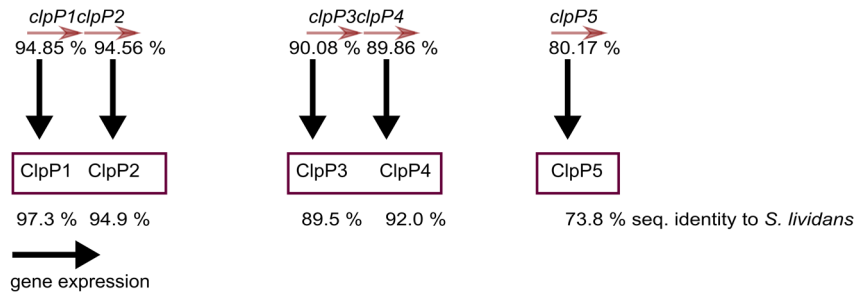 clpP1clpP2 clpP3clpP4 clpP5
94.85 % 94.56 % 90.08 % 89.86 % 80.17 %
ClpP1 ClpP2 ClpP3 ClpP4 ClpP5
97.3 % 94.9 % 89.5 % 92.0 % 73.8 % seq. identity to S. lividans
gene expression